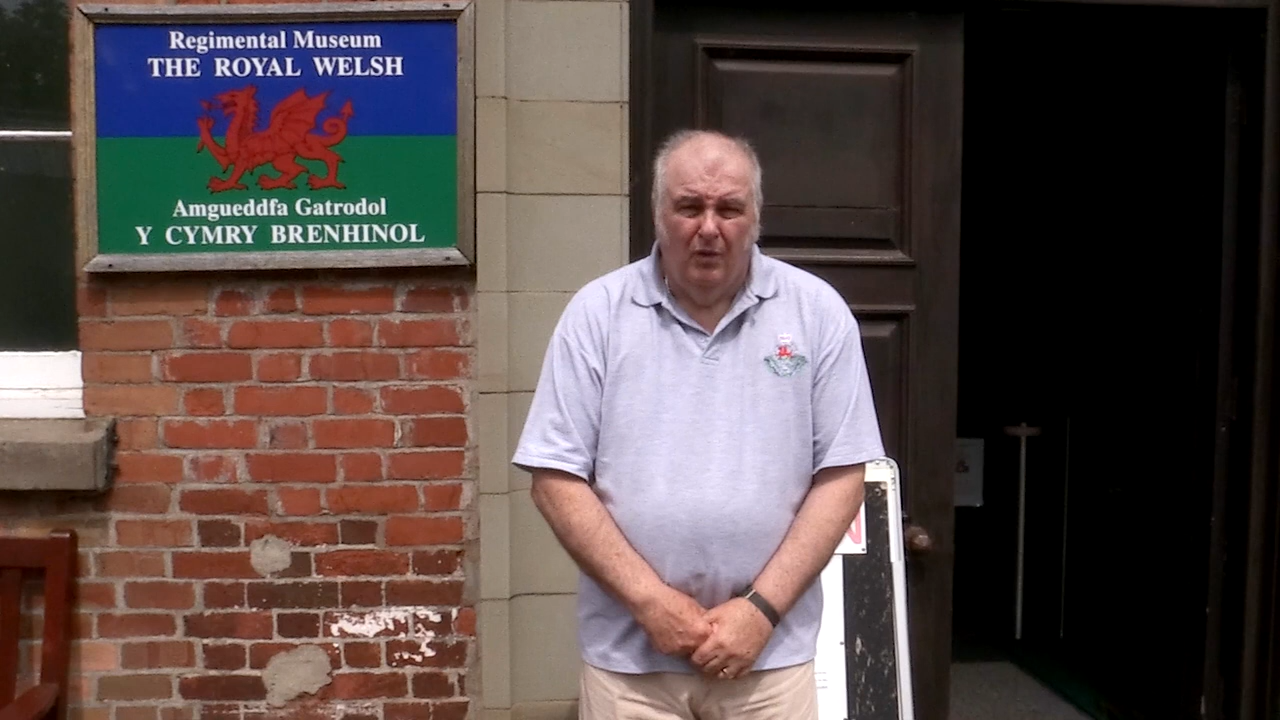 Regimental Museum
THE ROYAL WELSH
Amgueddfa Gatrodol
Y CYMRY BRENHINOL
N